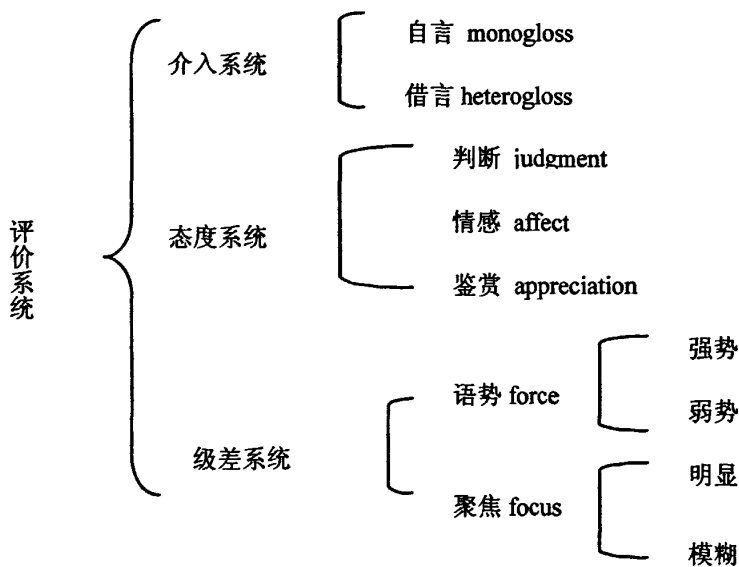 评价系统
介入系统
自言 monogloss
借言 heterogloss
态度系统
判断 judgment
情感 affect
鉴赏 appreciation
级差系统
语势 force
强势
弱势
聚焦 focus
明显
模糊